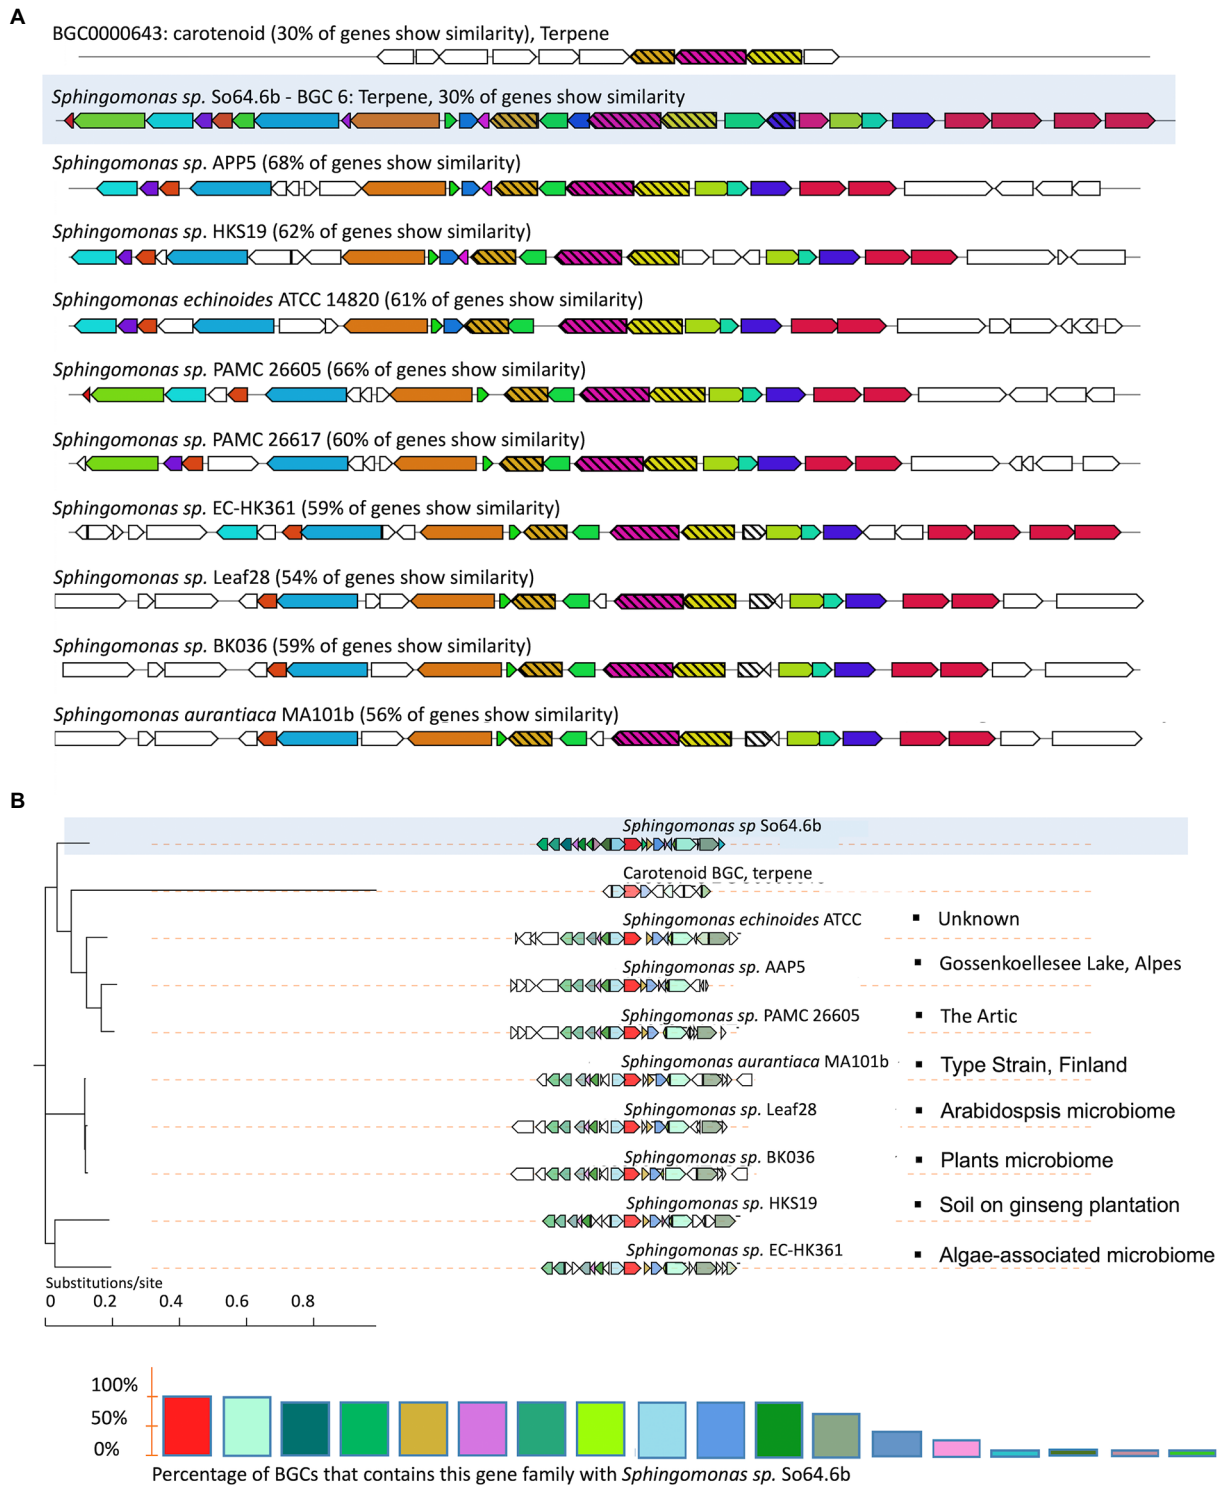 A
BGC0000643: carotenoid (30% of genes show similarity), Terpene
Sphingomonas sp. So64.6b - BGC 6: Terpene, 30% of genes show similarity
Sphingomonas sp. APP5 (68% of genes show similarity)
Sphingomonas sp. HKS19 (62% of genes show similarity)
Sphingomonas echinoides ATCC 14820 (61% of genes show similarity)
Sphingomonas sp. PAMC 26605 (66% of genes show similarity)
Sphingomonas sp. PAMC 26617 (60% of genes show similarity)
Sphingomonas sp. EC-HK361 (59% of genes show similarity)
Sphingomonas sp. Leaf28 (54% of genes show similarity)
Sphingomonas sp. BK036 (59% of genes show similarity)
Sphingomonas aurantiaca MA101b (56% of genes show similarity)
B
Sphingomonas sp So64.6b
Carotenoid BGC, terpene
Sphingomonas echinoides ATCC ▪ Unknown
Sphingomonas sp. AAP5 ▪ Gossenkoellesee Lake, Alpes
Sphingomonas sp. PAMC 26605 ▪ The Artic
Sphingomonas aurantiaca MA101b ▪ Type Strain, Finland
Sphingomonas sp. Leaf28 ▪ Arabidospsis microbiome
Sphingomonas sp. BK036 ▪ Plants microbiome
Sphingomonas sp. HKS19 ▪ Soil on ginseng plantation
Sphingomonas sp. EC-HK361 ▪ Algae-associated microbiome
Substitutions/site
0 0.2 0.4 0.6 0.8
100%
50%
0%
Percentage of BGCs that contains this gene family with Sphingomonas sp. So64.6b